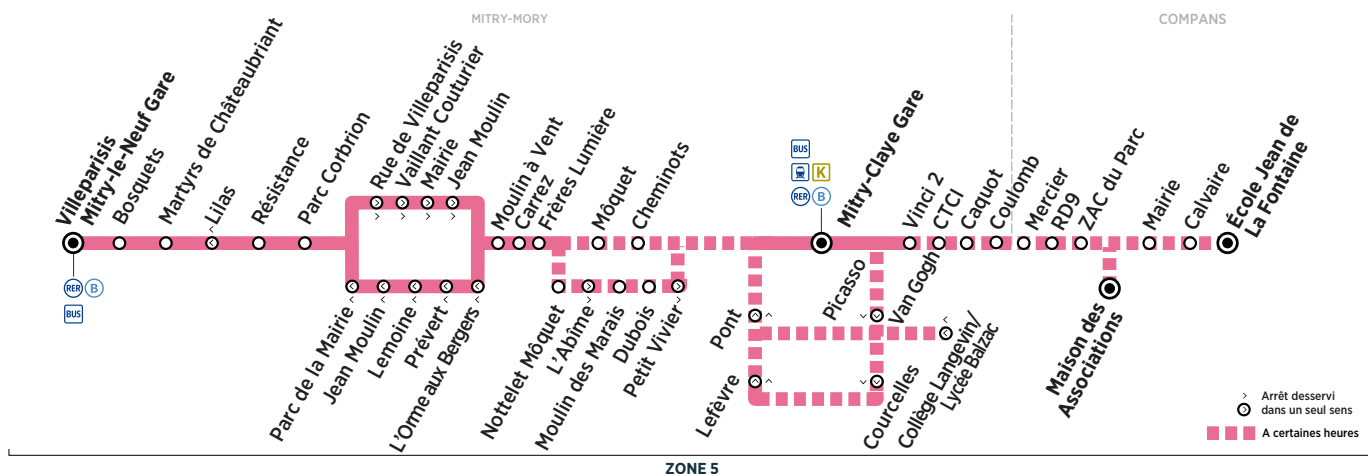 MITRY-MORY
COMPANS
Villeparisis
Mitry-le-Neuf Gare
Bosquets
Martyrs de Châteaubriant
Lilas
Résistance
Parc Corbrion
Rue de Villeparisis
Vaillant Couturier
Mairie
Jean Moulin
Moulin à Vent
Carrez
Frères Lumière
Môquet
Cheminots
BUS
K
RER B
Mitry-Claye Gare
Vinci 2
CTCI
Caquot
Coulomb
Mercier
RD9
ZAC du Parc
Mairie
Calvaire
École Jean de
La Fontaine
RER B
BUS
Parc de la Mairie
Jean Moulin
Lemoine
Prévert
L'Orme aux Bergers
Nottelet Môquet
L'Abîme
Moulin des Marais
Dubois
Petit Vivier
Pont
Lefèvre
Picasso
Van Gogh
Courcelles
Collège Langevin/
Lycée Balzac
Maison des
Associations
Arrêt desservi
dans un seul sens
A certaines heures
ZONE 5